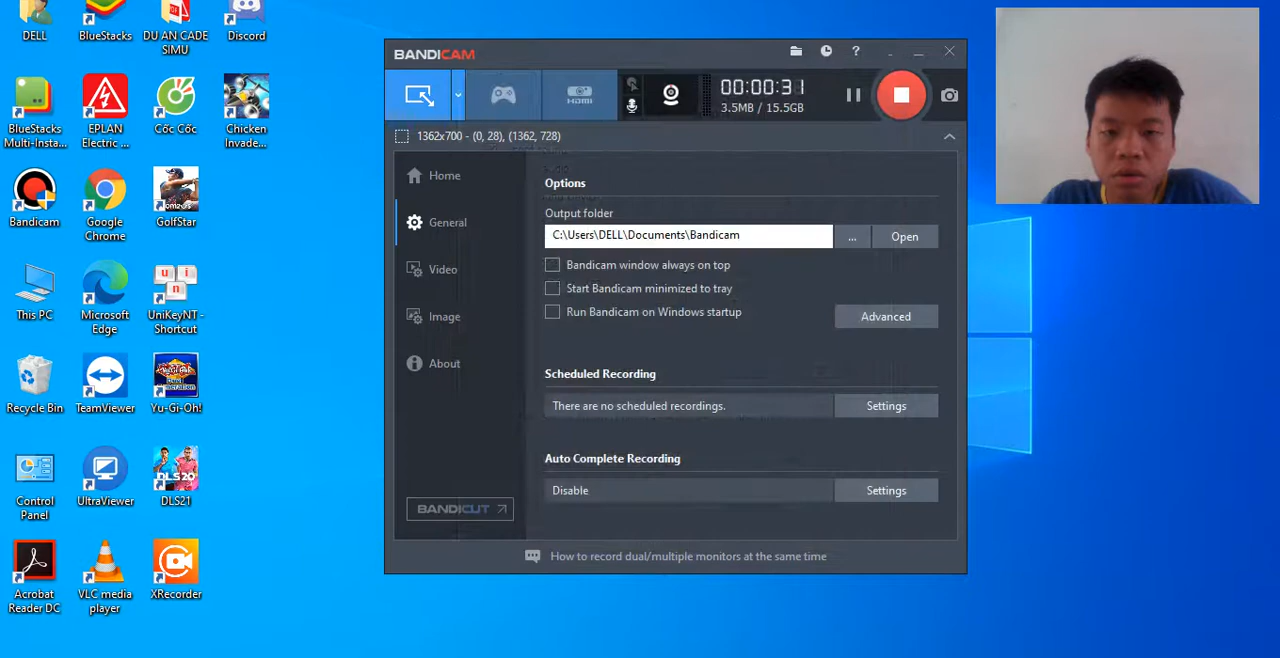 DELL
BlueStacks
DU AN CADE
SIMU
Discord
BlueStacks
Multi-Insta...
EPLAN
Electric ...
Cốc Cốc
Chicken
Invade...
Bandicam
Google
Chrome
GolfStar
This PC
Microsoft
Edge
UniKeyNT -
Shortcut
Recycle Bin
TeamViewer
Yu-Gi-Oh!
Control
Panel
UltraViewer
DLS21
Acrobat
Reader DC
VLC media
player
XRecorder
BANDICAM
HDMI
00:00:31
3.5MB / 15.5GB
1362x700 - (0, 28), (1362, 728)
Home
General
Video
Image
About
BANDICUT
Options
Output folder
C:\Users\DELL\Documents\Bandicam
...
Open
Bandicam window always on top
Start Bandicam minimized to tray
Run Bandicam on Windows startup
Advanced
Scheduled Recording
There are no scheduled recordings.
Settings
Auto Complete Recording
Disable
Settings
How to record dual/multiple monitors at the same time